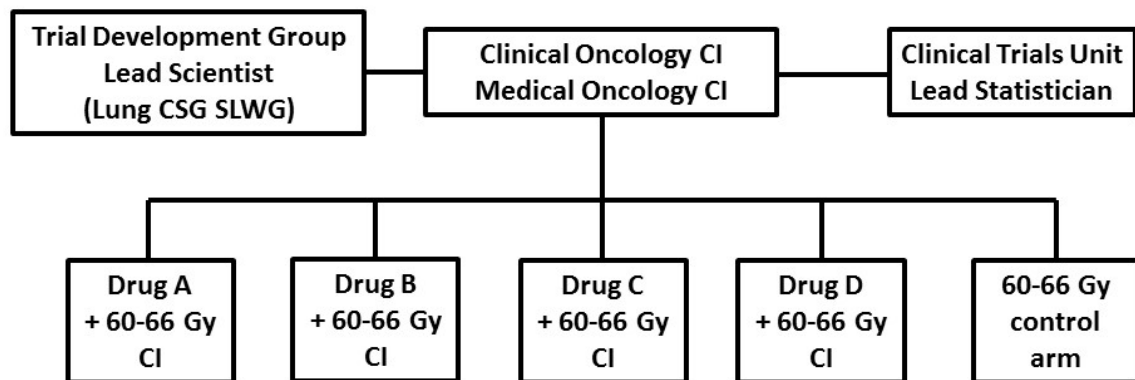 Trial Development Group
Lead Scientist
(Lung CSG SLWG)
Clinical Oncology CI
Medical Oncology CI
Clinical Trials Unit
Lead Statistician
Drug A
+ 60-66 Gy
CI
Drug B
+ 60-66 Gy
CI
Drug C
+ 60-66 Gy
CI
Drug D
+ 60-66 Gy
CI
60-66 Gy
control
arm